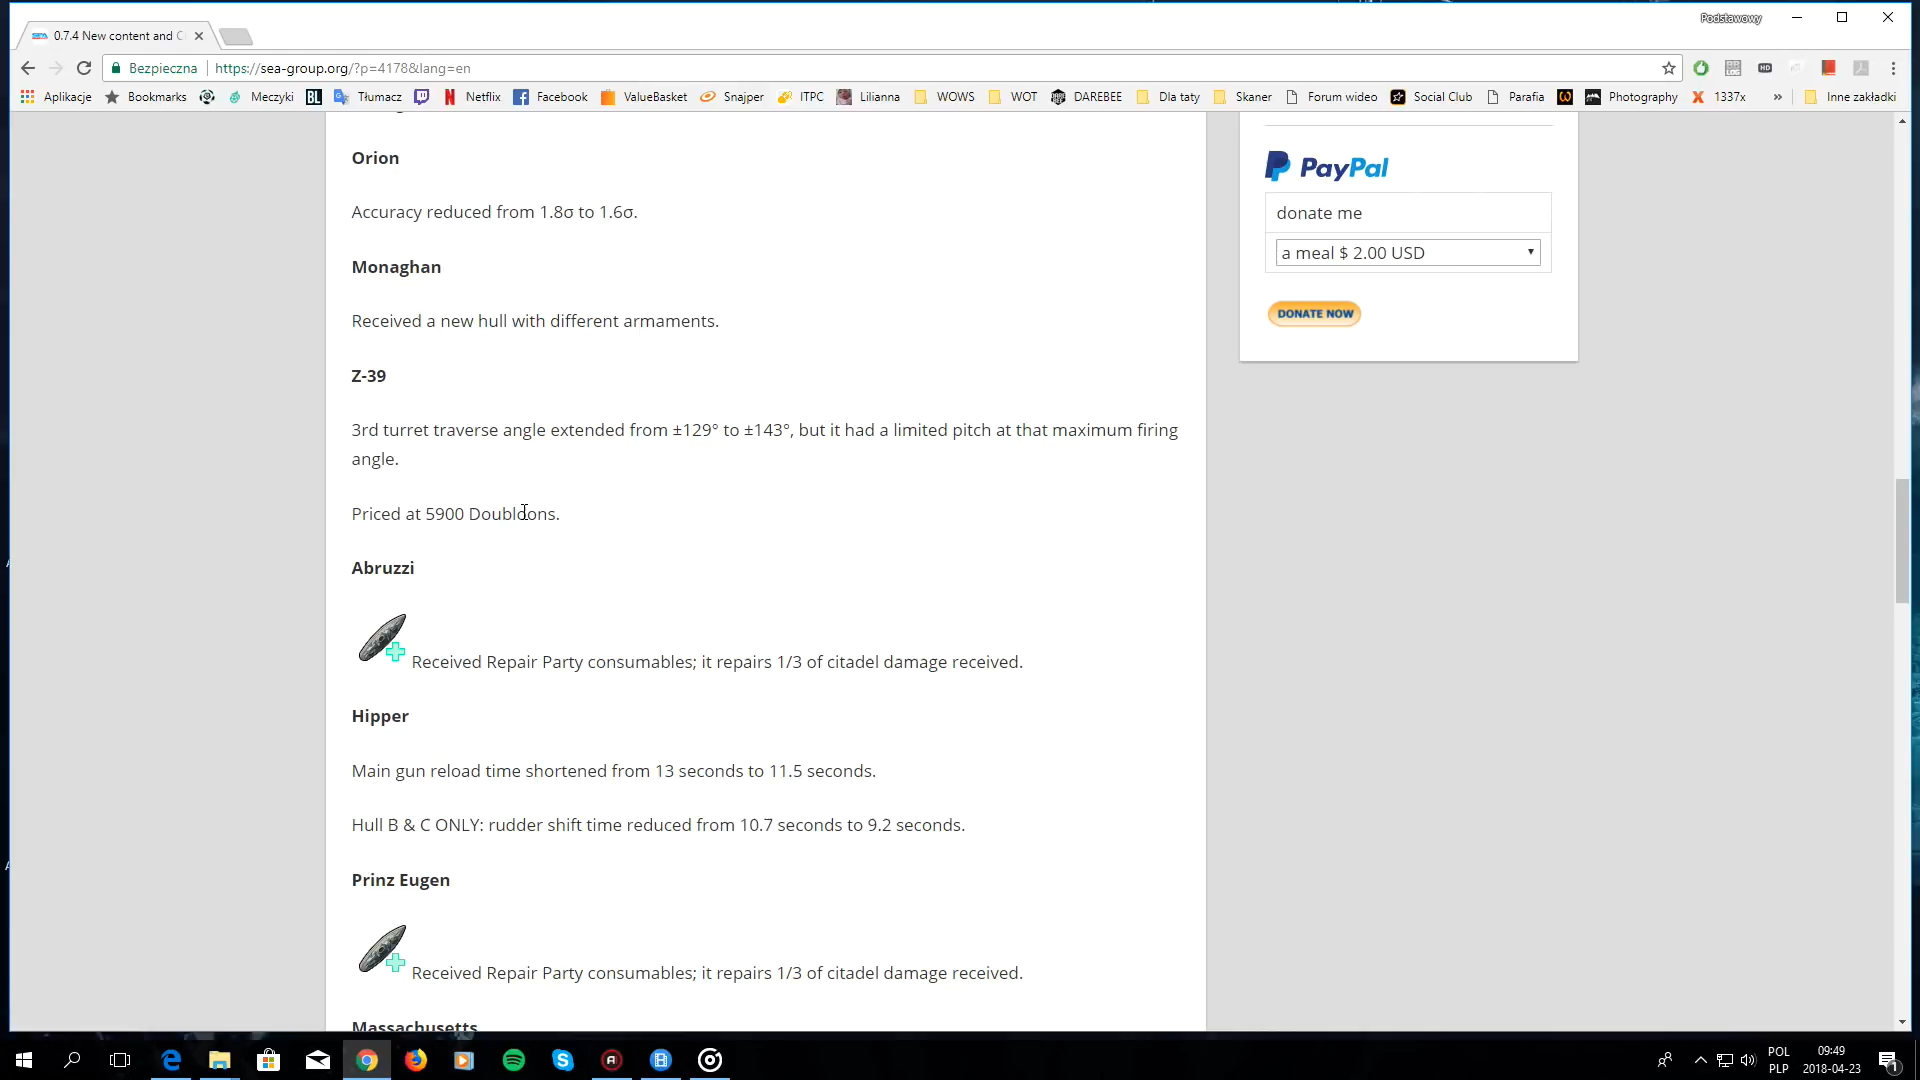 Podstawowy
0.7.4 New content and C
Bezpieczna
https://sea-group.org/?p=4178&lang=en
HD
Aplikacje
Bookmarks
Meczyki
BL
Tłumacz
Netflix
Facebook
ValueBasket
Snajper
ITPC
Lilianna
WOWS
WOT
DAREBEE
Dla taty
Skaner
Forum wideo
Social Club
Parafia
Photography
1337x
»
Inne zakładki
Orion
Accuracy reduced from 1.8σ to 1.6σ.
Monaghan
Received a new hull with different armaments.
Z-39
3rd turret traverse angle extended from ±129° to ±143°, but it had a limited pitch at that maximum firing
angle.
Priced at 5900 Doubloons.
Abruzzi
Received Repair Party consumables; it repairs 1/3 of citadel damage received.
Hipper
Main gun reload time shortened from 13 seconds to 11.5 seconds.
Hull B & C ONLY: rudder shift time reduced from 10.7 seconds to 9.2 seconds.
Prinz Eugen
Received Repair Party consumables; it repairs 1/3 of citadel damage received.
Massachusetts
PayPal
donate me
a meal $ 2.00 USD
DONATE NOW
POL
PLP
09:49
2018-04-23
1